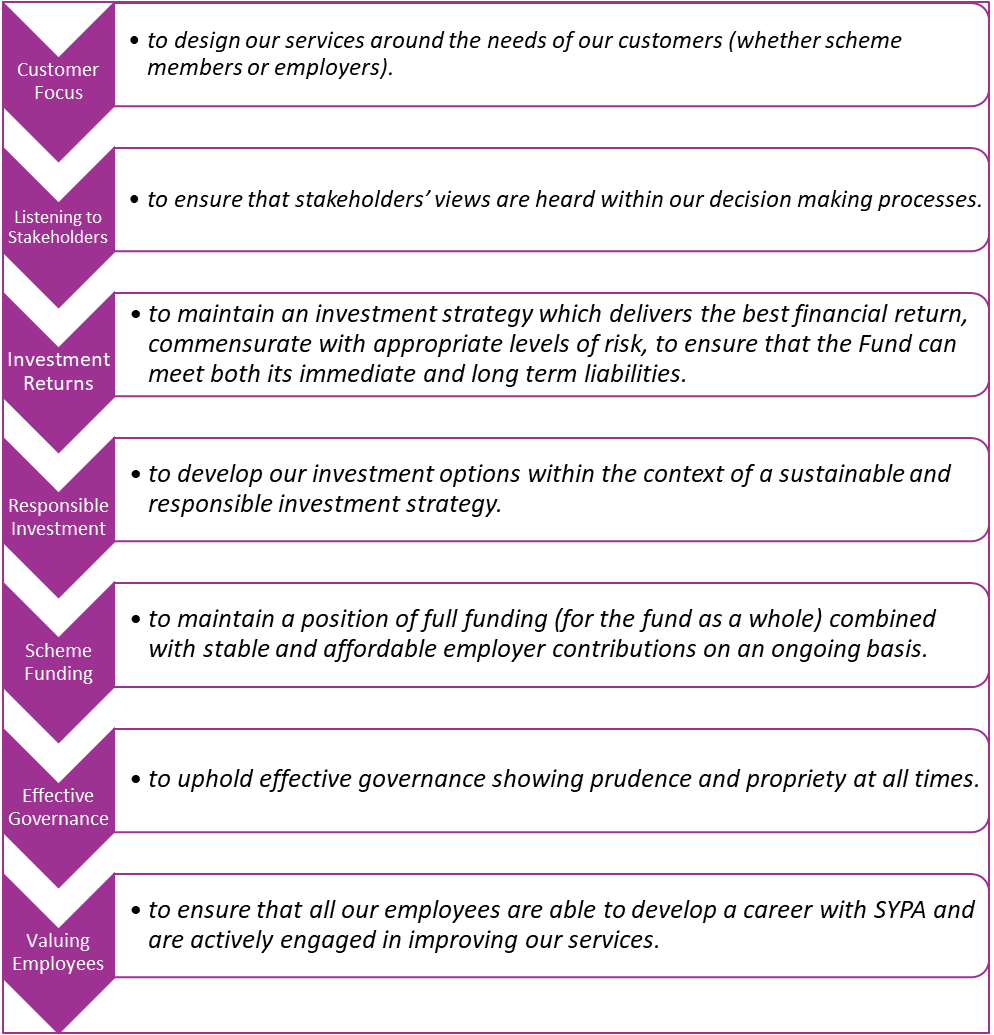 Customer
Focus
• to design our services around the needs of our customers (whether scheme
members or employers).
Listening to
Stakeholders
• to ensure that stakeholders’ views are heard within our decision making processes.
Investment
Returns
• to maintain an investment strategy which delivers the best financial return,
commensurate with appropriate levels of risk, to ensure that the Fund can
meet both its immediate and long term liabilities.
Responsible
Investment
• to develop our investment options within the context of a sustainable and
responsible investment strategy.
Scheme
Funding
• to maintain a position of full funding (for the fund as a whole) combined
with stable and affordable employer contributions on an ongoing basis.
Effective
Governance
• to uphold effective governance showing prudence and propriety at all times.
Valuing
Employees
• to ensure that all our employees are able to develop a career with SYPA and
are actively engaged in improving our services.